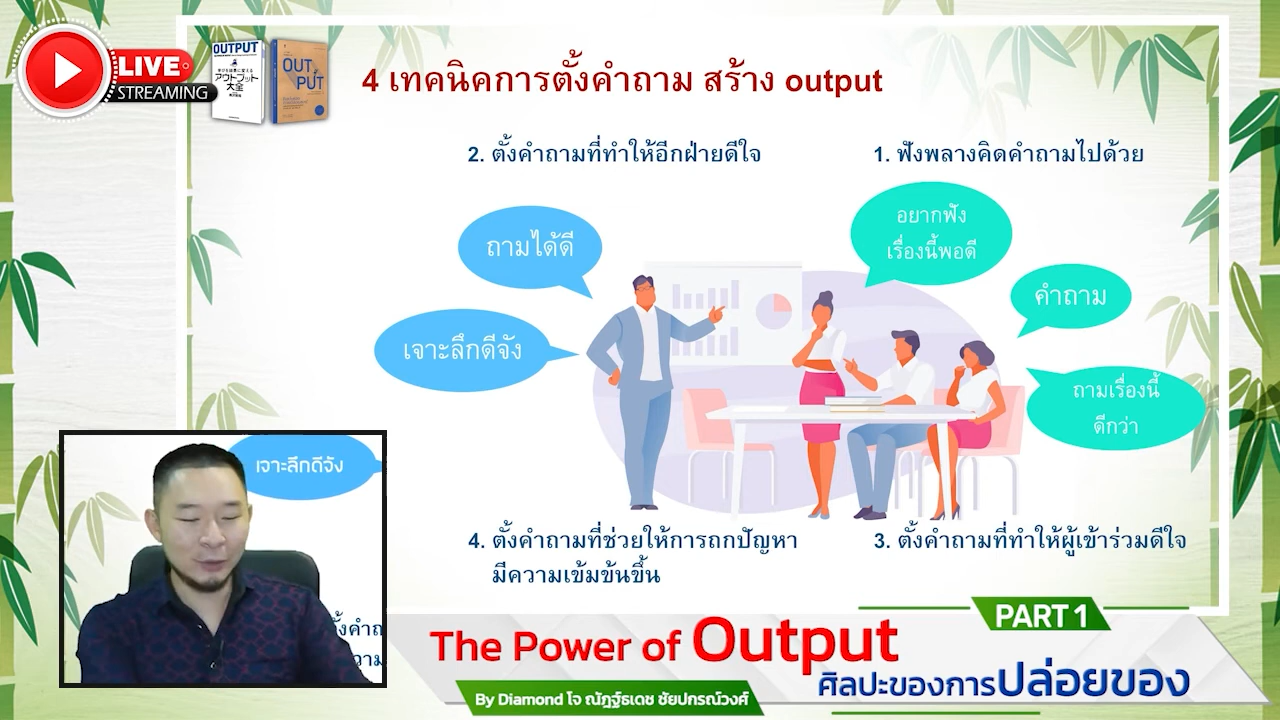 LIVE
STREAMING
OUTPUT
アウトプット
大全
OUT
PUT
4 เทคนิคการตั้งคำถาม สร้าง output
2. ตั้งคำถามที่ทำให้อีกฝ่ายดีใจ
1. ฟังพลางคิดคำถามไปด้วย
ถามได้ดี
เจาะลึกดีจัง
อยากฟัง
เรื่องนี้พอดี
คำถาม
ถามเรื่องนี้
ดีกว่า
เจาะลึกดีจัง
4. ตั้งคำถามที่ช่วยให้การถกปัญหา
มีความเข้มข้นขึ้น
3. ตั้งคำถามที่ทำให้ผู้เข้าร่วมดีใจ
PART 1
The Power of Output
ศิลปะของการปล่อยของ
By Diamond โจ ณัฏฐ์ธเดช ชัยปกรณ์วงศ์